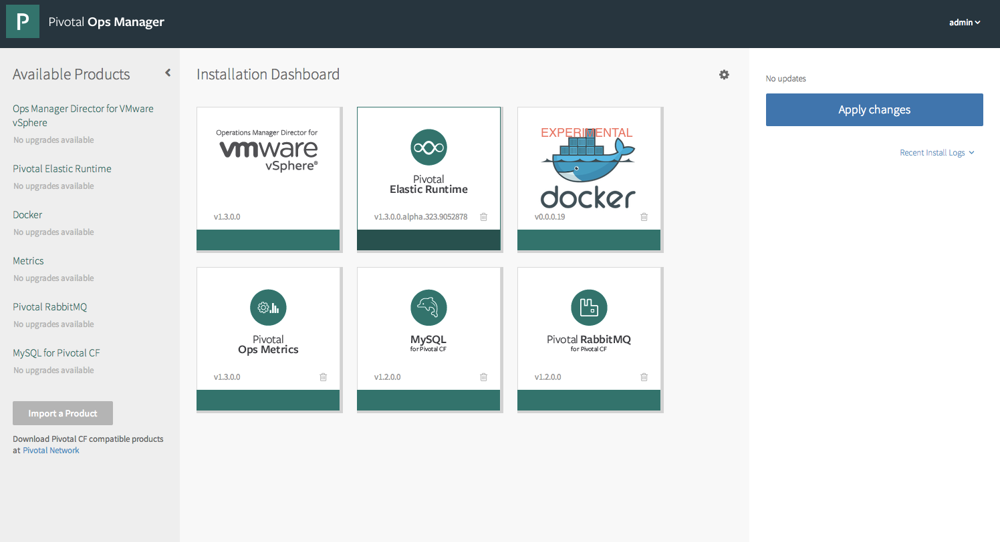 P
Pivotal Ops Manager
admin
Available Products
Ops Manager Director for VMware
vSphere
No upgrades available
Pivotal Elastic Runtime
No upgrades available
Docker
No upgrades available
Metrics
No upgrades available
Pivotal RabbitMQ
No upgrades available
MySQL for Pivotal CF
No upgrades available
Import a Product
Download Pivotal CF compatible products
at Pivotal Network
Installation Dashboard
Operations Manager Director for
vmware
vSphere®
v1.3.0.0
Pivotal
Elastic Runtime
v1.3.0.0.alpha.323.9052878
EXPERIMENTAL
docker
v0.0.0.19
Pivotal
Ops Metrics
v1.3.0.0
MySQL
for Pivotal CF
v1.2.0.0
Pivotal RabbitMQ
for Pivotal CF
v1.2.0.0
No updates
Apply changes
Recent Install Logs